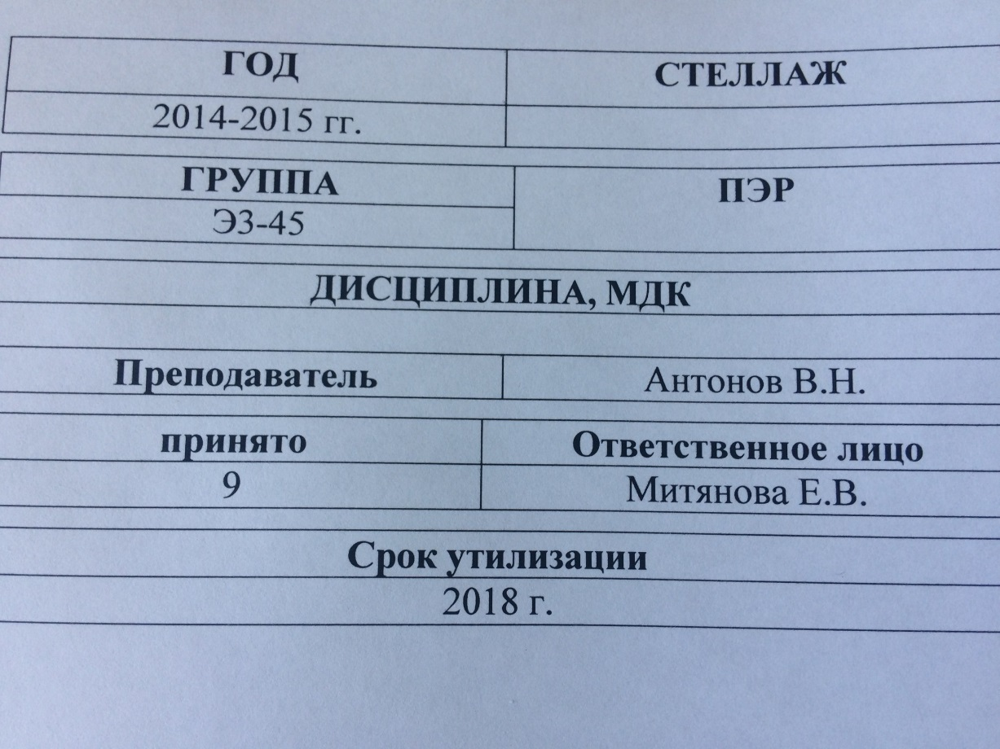 ГОД СТЕЛЛАЖ
2014-2015 гг.
ГРУППА ПЭР
ЭЗ-45
ДИСЦИПЛИНА, МДК
Преподаватель Антонов В.Н.
принято Ответственное лицо
9 Митянова Е.В.
Срок утилизации
2018 г.